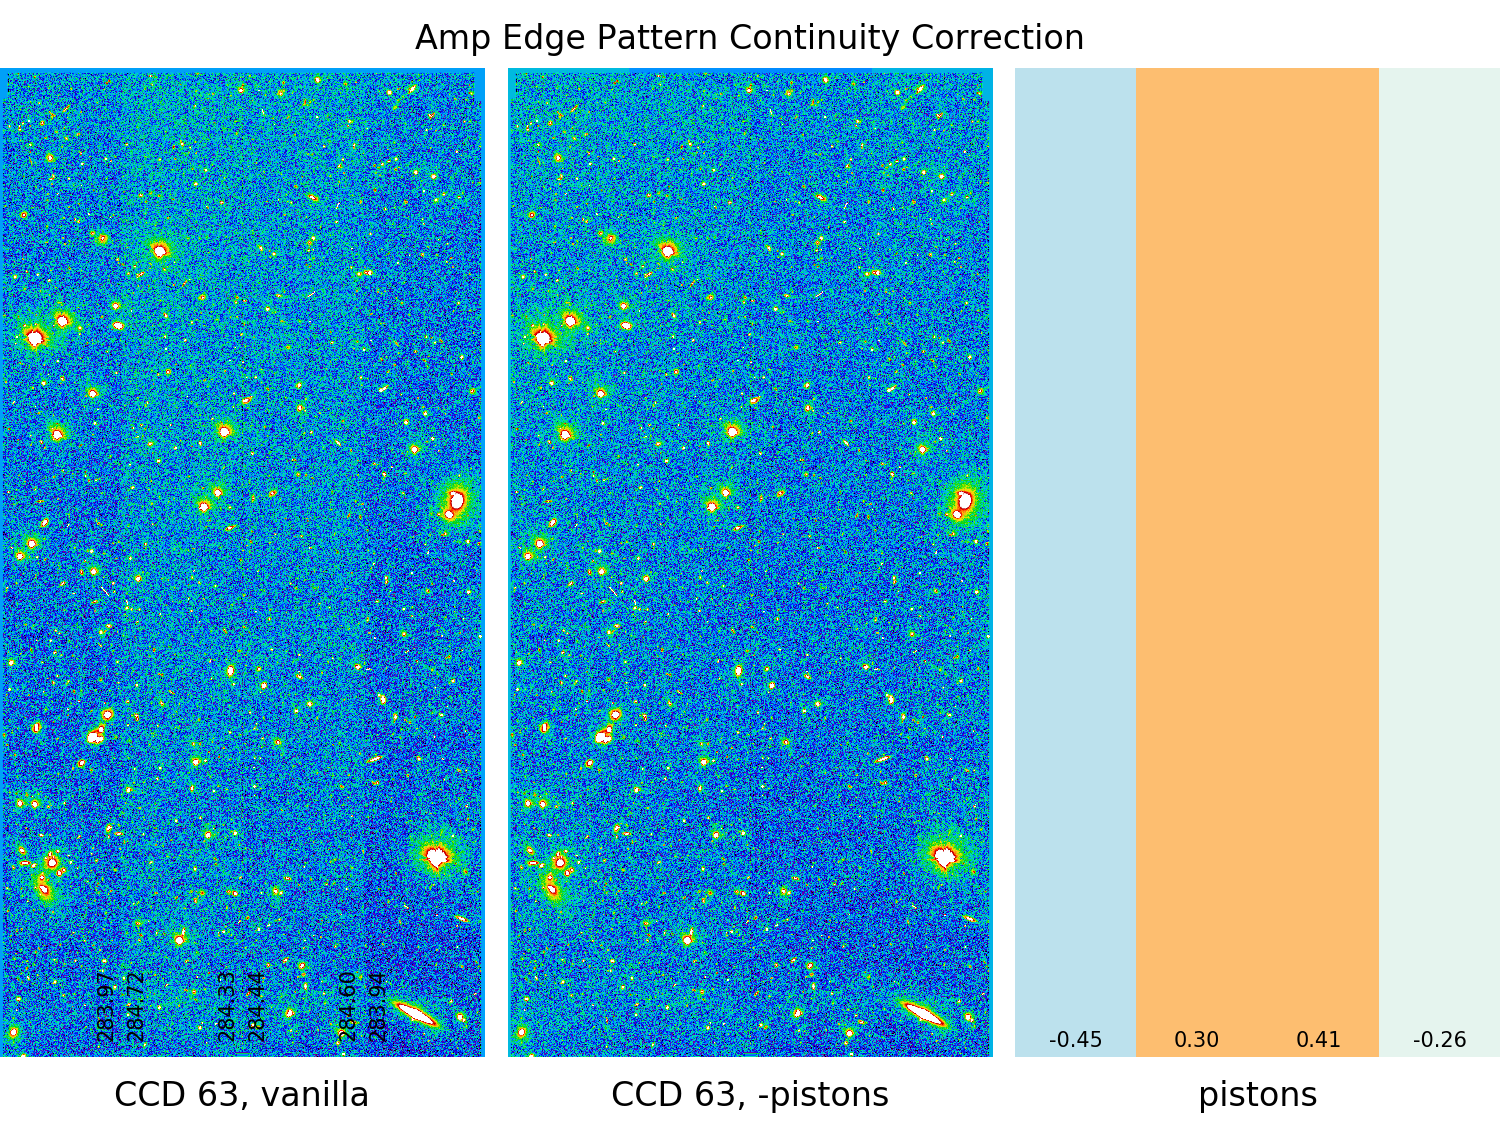 Amp Edge Pattern Continuity Correction
283.97
284.72
284.33
284.44
284.60
283.94
-0.45 0.30 0.41 -0.26
CCD 63, vanilla
CCD 63, -pistons
pistons